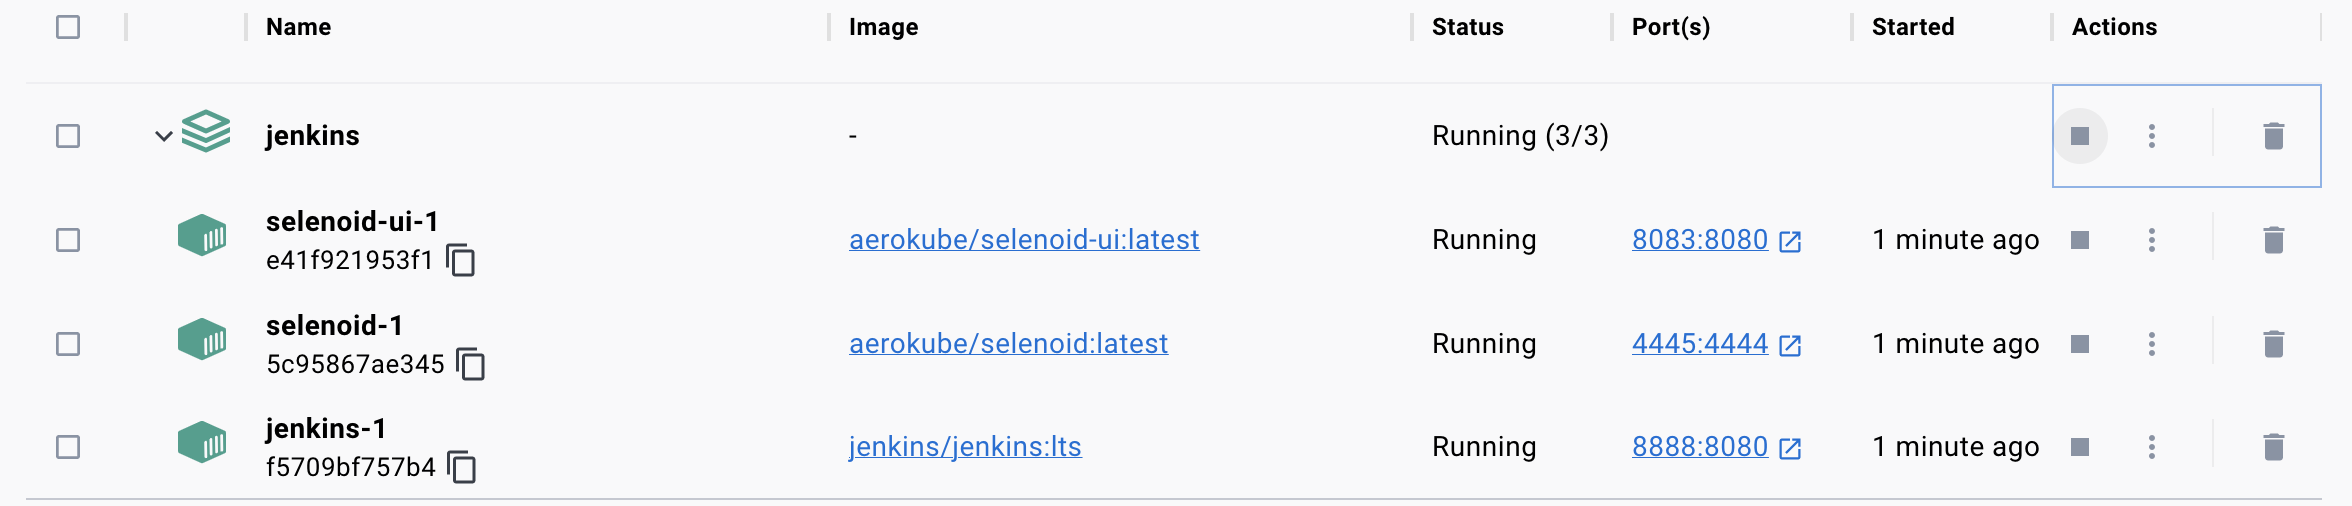 Name Image Status Port(s) Started Actions
jenkins - Running (3/3)
selenoid-ui-1
e41f921953f1 aerokube/selenoid-ui:latest Running 8083:8080 1 minute ago
selenoid-1
5c95867ae345 aerokube/selenoid:latest Running 4445:4444 1 minute ago
jenkins-1
f5709bf757b4 jenkins/jenkins:lts Running 8888:8080 1 minute ago